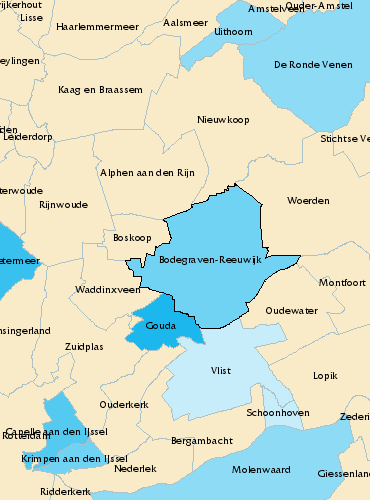 ijkerhout
Lisse
Haarlemmermeer
Aalsmeer
Amstelveen
Ouder-Amstel
Uithoorn
De Ronde Venen
eylingen
Kaag en Braassem
Nieuwkoop
den
Leiderdorp
Stichtse Ve
Alphen aan den Rijn
terwoude
Rijnwoude
Woerden
Boskoop
etermeer
Bodegraven-Reeuwijk
Waddinxveen
Montfoort
Oudewater
nsingerland
Gouda
Zuidplas
Vlist
Lopik
Ouderkerk
Schoonhoven
Zederi
Capelle aan den IJssel
Rotterdam
Bergambacht
Krimpen aan den IJssel
Nederlek
Molenwaard
Giessenland
Ridderkerk